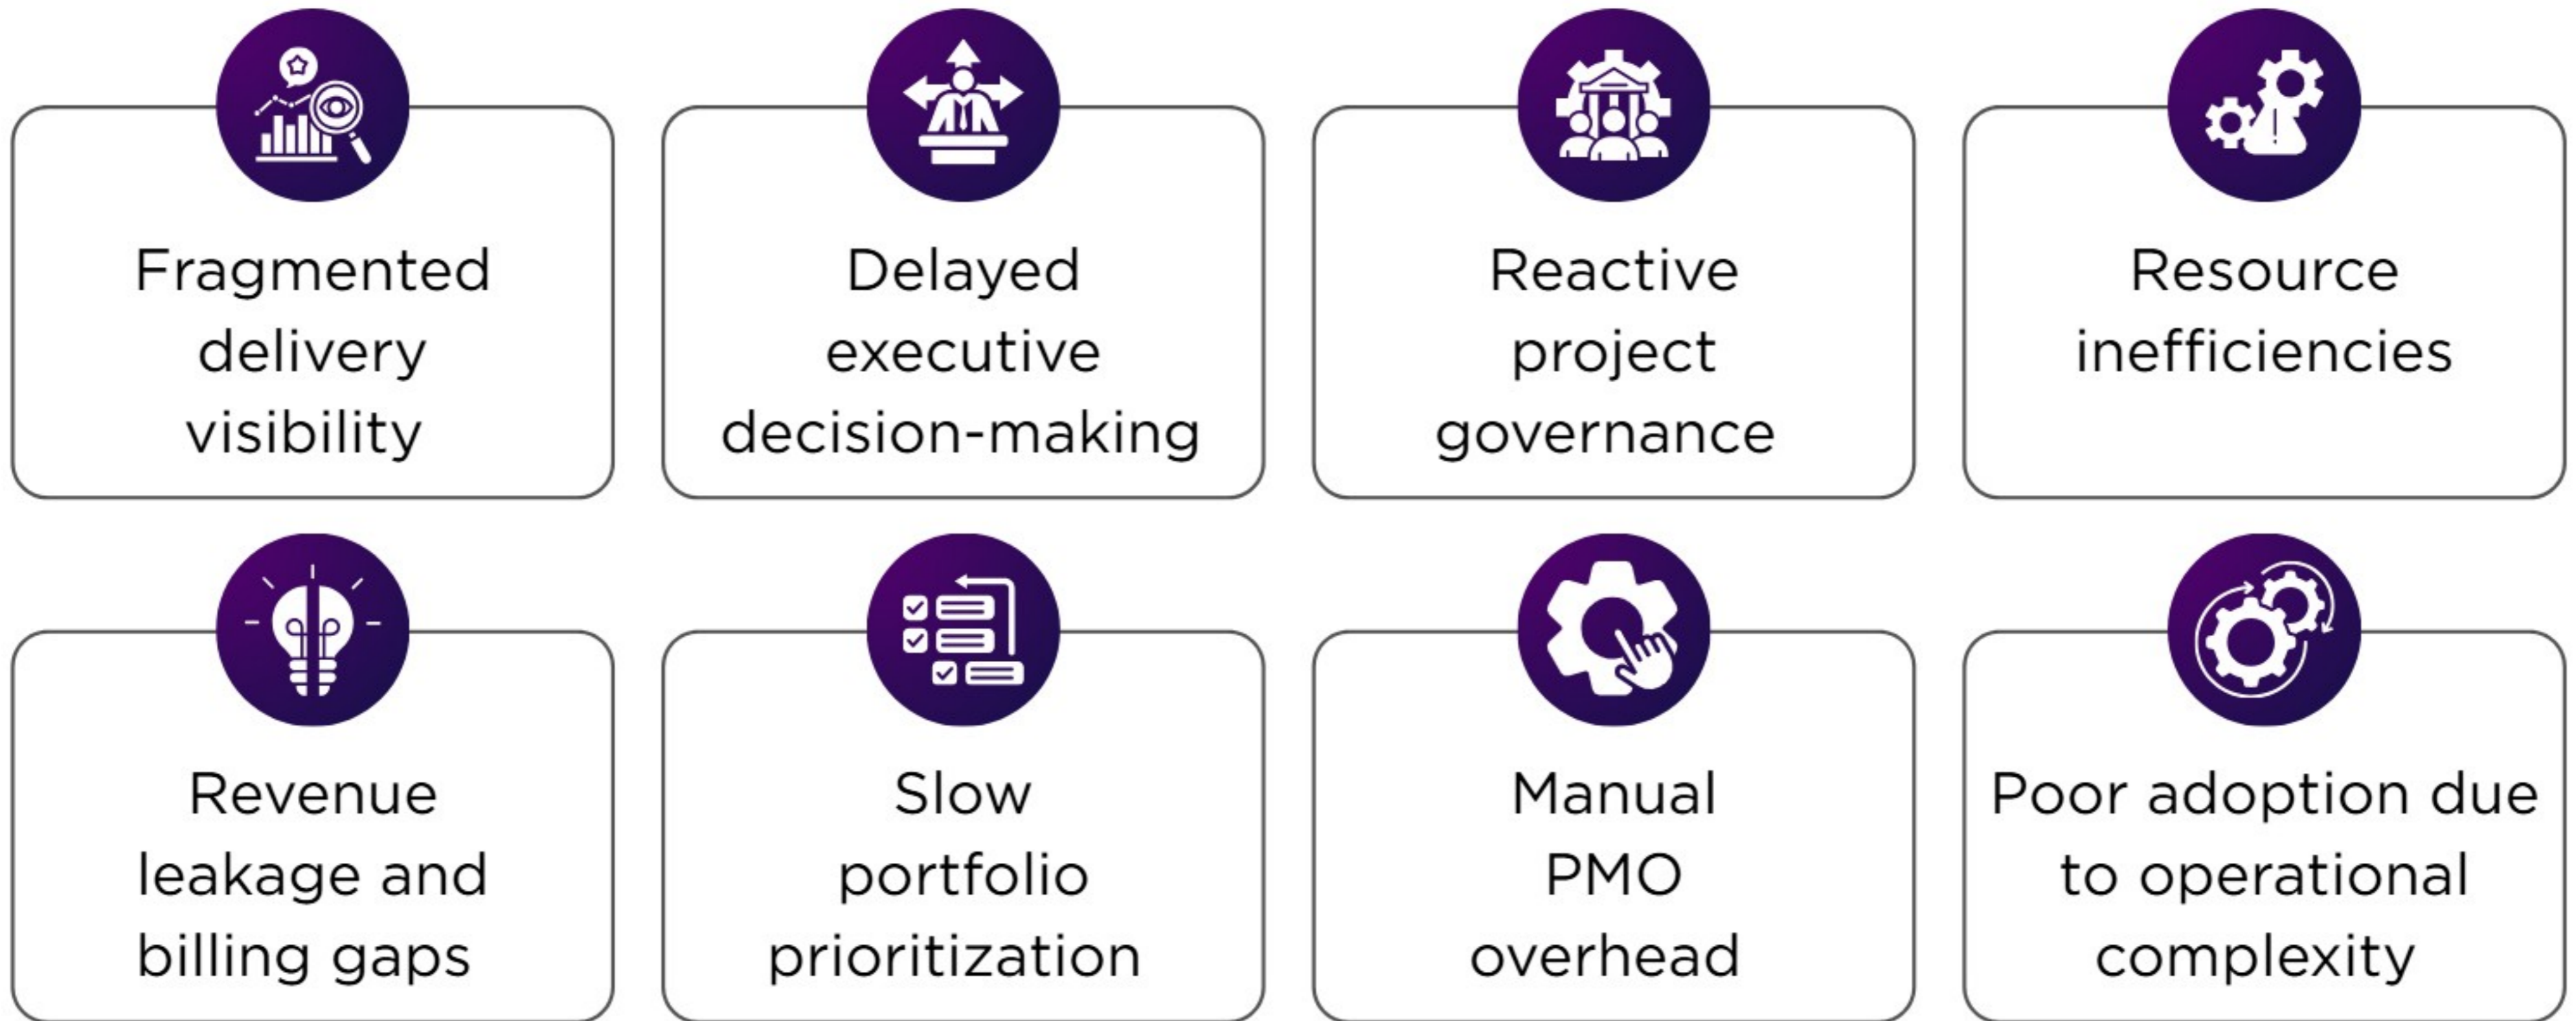 Fragmented
delivery
visibility
Delayed
executive
decision-making
Reactive
project
governance
Resource
inefficiencies
Revenue
leakage and
billing gaps
Slow
portfolio
prioritization
Manual
PMO
overhead
Poor adoption due
to operational
complexity